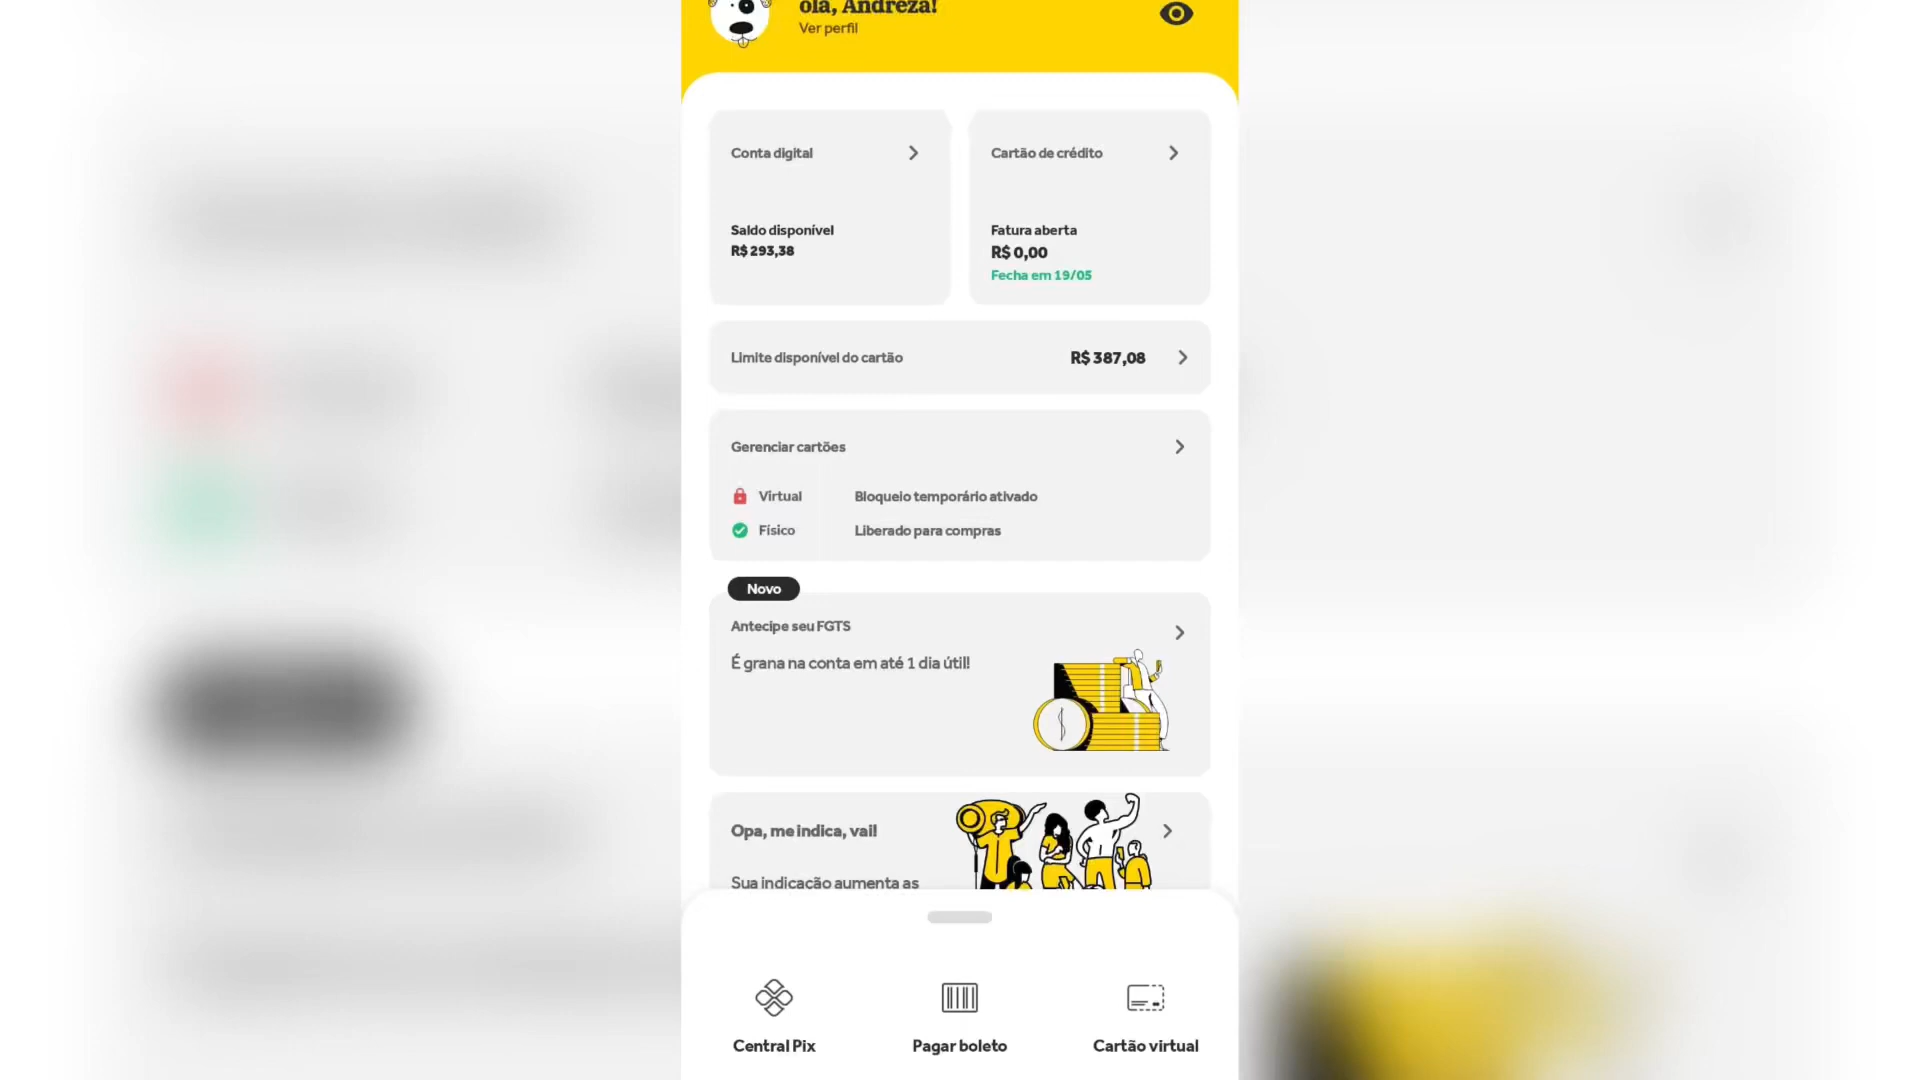 olá, Andreza!
Ver perfil
Conta digital
Cartão de crédito
Saldo disponível
R$ 293,38
Fatura aberta
R$ 0,00
Fecha em 19/05
Limite disponível do cartão
R$ 387,08
Gerenciar cartões
Virtual
Bloqueio temporário ativado
Físico
Liberado para compras
Novo
Antecipe seu FGTS
É grana na conta em até 1 dia útil!
Opa, me indica, vai!
Sua indicação aumenta as
Central Pix
Pagar boleto
Cartão virtual